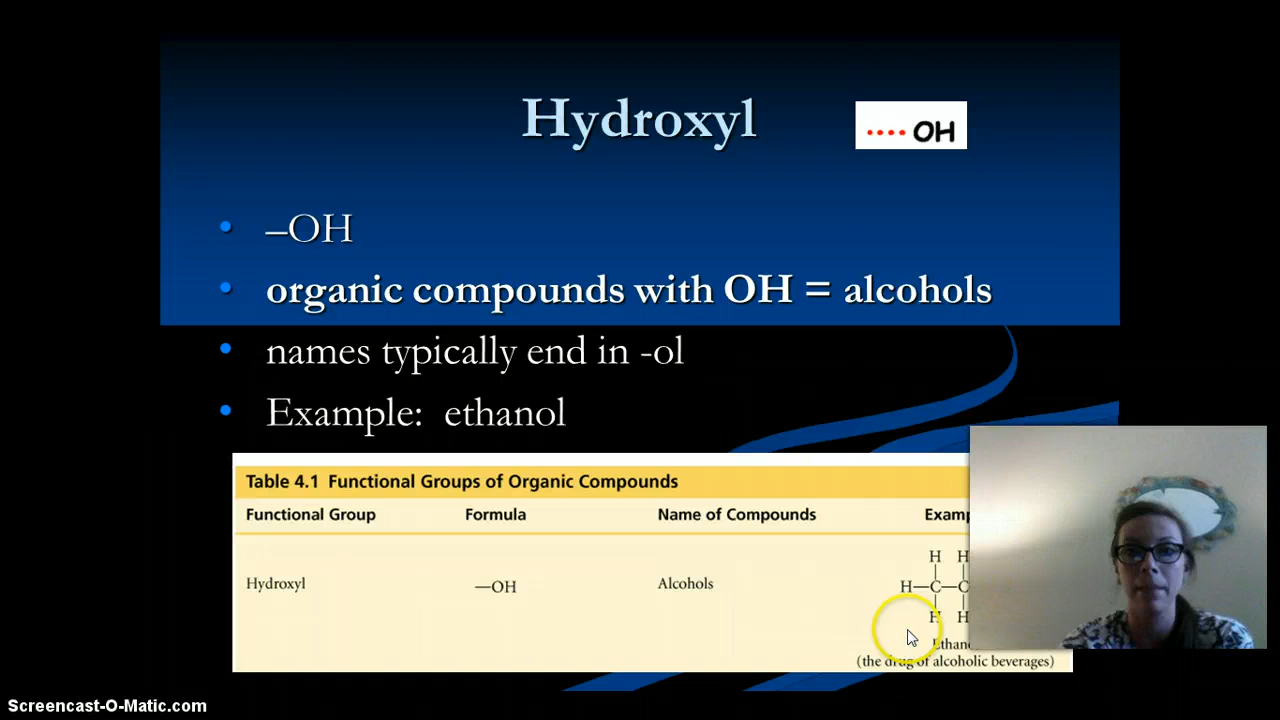 Hydroxyl
.... OH
–OH
organic compounds with OH = alcohols
names typically end in -ol
Example: ethanol
Table 4.1 Functional Groups of Organic Compounds
Functional Group Formula Name of Compounds
H H
Hydroxyl —OH Alcohols H—C—C
H H
(the drug of alcoholic beverages)
Screencast-O-Matic.com